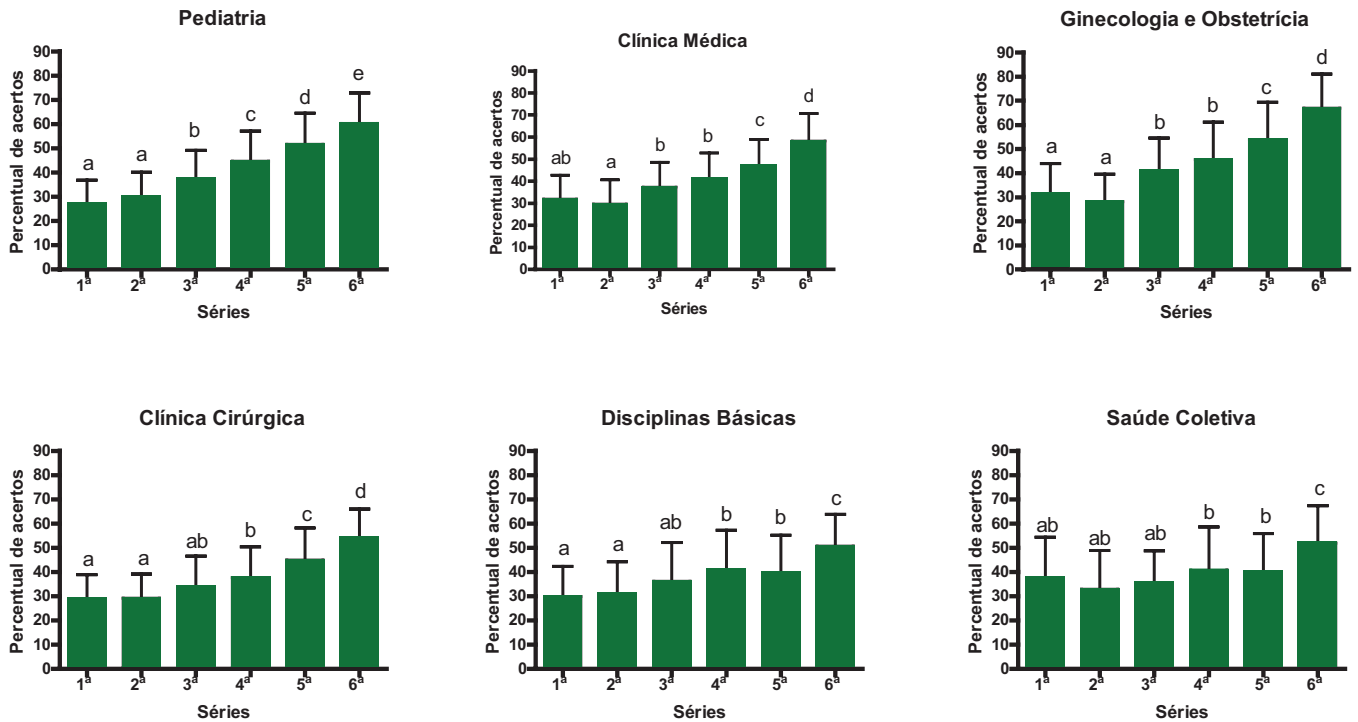 Pediatria
Percentual de acertos
90
80
70
60
50
40
30
20
10
0
a
a
b
c
d
e
1ª 2ª 3ª 4ª 5ª 6ª
Séries
Clínica Médica
Percentual de acertos
90
80
70
60
50
40
30
20
10
0
ab
a
b
b
c
d
1ª 2ª 3ª 4ª 5ª 6ª
Séries
Ginecologia e Obstetrícia
Percentual de acertos
90
80
70
60
50
40
30
20
10
0
a
a
b
b
c
d
1ª 2ª 3ª 4ª 5ª 6ª
Séries
Clínica Cirúrgica
Percentual de acertos
90
80
70
60
50
40
30
20
10
0
a
a
ab
b
c
d
1ª 2ª 3ª 4ª 5ª 6ª
Séries
Disciplinas Básicas
Percentual de acertos
90
80
70
60
50
40
30
20
10
0
a
a
ab
b
b
c
1ª 2ª 3ª 4ª 5ª 6ª
Séries
Saúde Coletiva
Percentual de acertos
90
80
70
60
50
40
30
20
10
0
ab
ab
ab
b
b
c
1ª 2ª 3ª 4ª 5ª 6ª
Séries